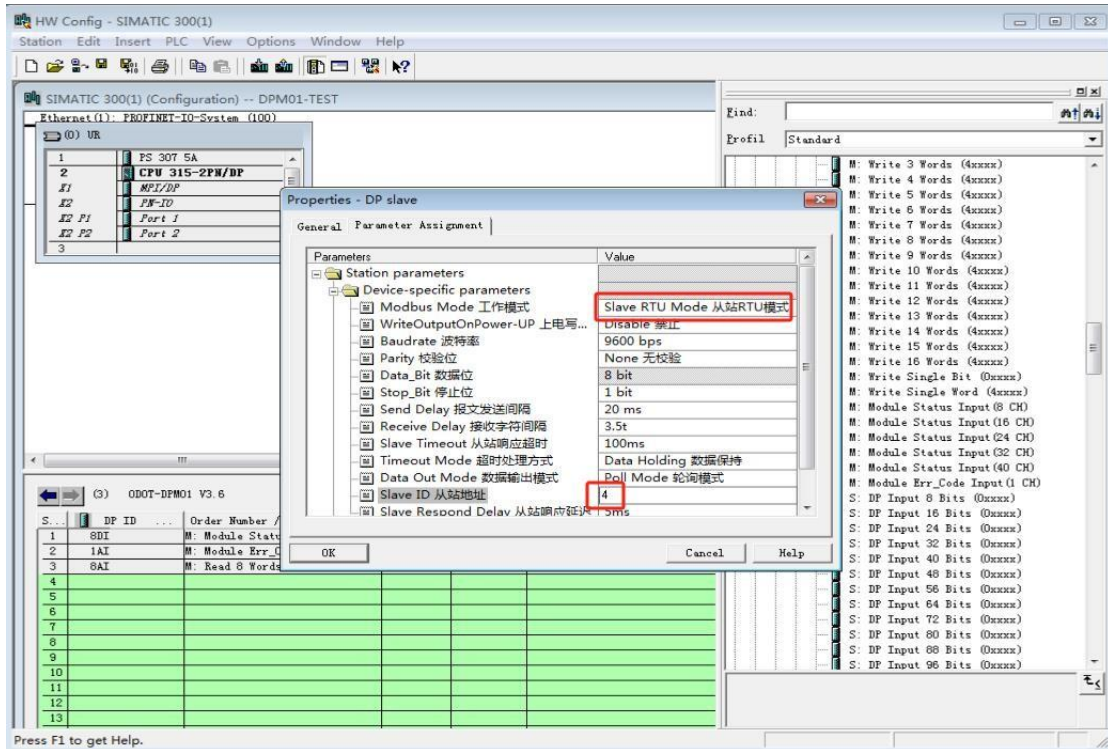 HW Config - SIMATIC 300(1)
Station Edit Insert PLC View Options Window Help
SIMATIC 300(1) (Configuration) -- DPM01-TEST
Ethernet(1): PROFINET-IO-System (100)
(0) UR
1 PS 307 5A
2 CPU 315-2PN/DP
X1 MPI/DP
X2 PN-IO
X2 P1 Port 1
X2 P2 Port 2
3
Properties - DP slave
General Parameter Assignment
Parameters Value
Station parameters
Device-specific parameters
Modbus Mode 工作模式 Slave RTU Mode 从站RTU模式
WriteOutputOnPower-UP 上电写... Disable 禁止
Baudrate 波特率 9600 bps
Parity 校验位 None 无校验
Data_Bit 数据位 8 bit
Stop_Bit 停止位 1 bit
Send Delay 报文发送间隔 20 ms
Receive Delay 接收字符间隔 3.5t
Slave Timeout 从站响应超时 100ms
Timeout Mode 超时处理方式 Data Holding 数据保持
Data Out Mode 数据输出模式 Poll Mode 轮询模式
Slave ID 从站地址 4
Slave Respond Delay 从站响应延迟 5ms
OK Cancel Help
(3) ODOT-DPM01 V3.6
S... DP ID ... Order Number /
1 8DI M: Module Statu
2 1AI M: Module Err_C
3 8AI M: Read 8 Words
4
5
6
7
8
9
10
11
12
13
Find:
Profil Standard
M: Write 3 Words (4xxxx)
M: Write 4 Words (4xxxx)
M: Write 5 Words (4xxxx)
M: Write 6 Words (4xxxx)
M: Write 7 Words (4xxxx)
M: Write 8 Words (4xxxx)
M: Write 9 Words (4xxxx)
M: Write 10 Words (4xxxx)
M: Write 11 Words (4xxxx)
M: Write 12 Words (4xxxx)
M: Write 13 Words (4xxxx)
M: Write 14 Words (4xxxx)
M: Write 15 Words (4xxxx)
M: Write 16 Words (4xxxx)
M: Write Single Bit (0xxxx)
M: Write Single Word (4xxxx)
M: Module Status Input(8 CH)
M: Module Status Input(16 CH)
M: Module Status Input(24 CH)
M: Module Status Input(32 CH)
M: Module Status Input(40 CH)
M: Module Err_Code Input(1 CH)
S: DP Input 8 Bits (0xxxx)
S: DP Input 16 Bits (0xxxx)
S: DP Input 24 Bits (0xxxx)
S: DP Input 32 Bits (0xxxx)
S: DP Input 40 Bits (0xxxx)
S: DP Input 48 Bits (0xxxx)
S: DP Input 56 Bits (0xxxx)
S: DP Input 64 Bits (0xxxx)
S: DP Input 72 Bits (0xxxx)
S: DP Input 80 Bits (0xxxx)
S: DP Input 88 Bits (0xxxx)
S: DP Input 96 Bits (0xxxx)
Press F1 to get Help.